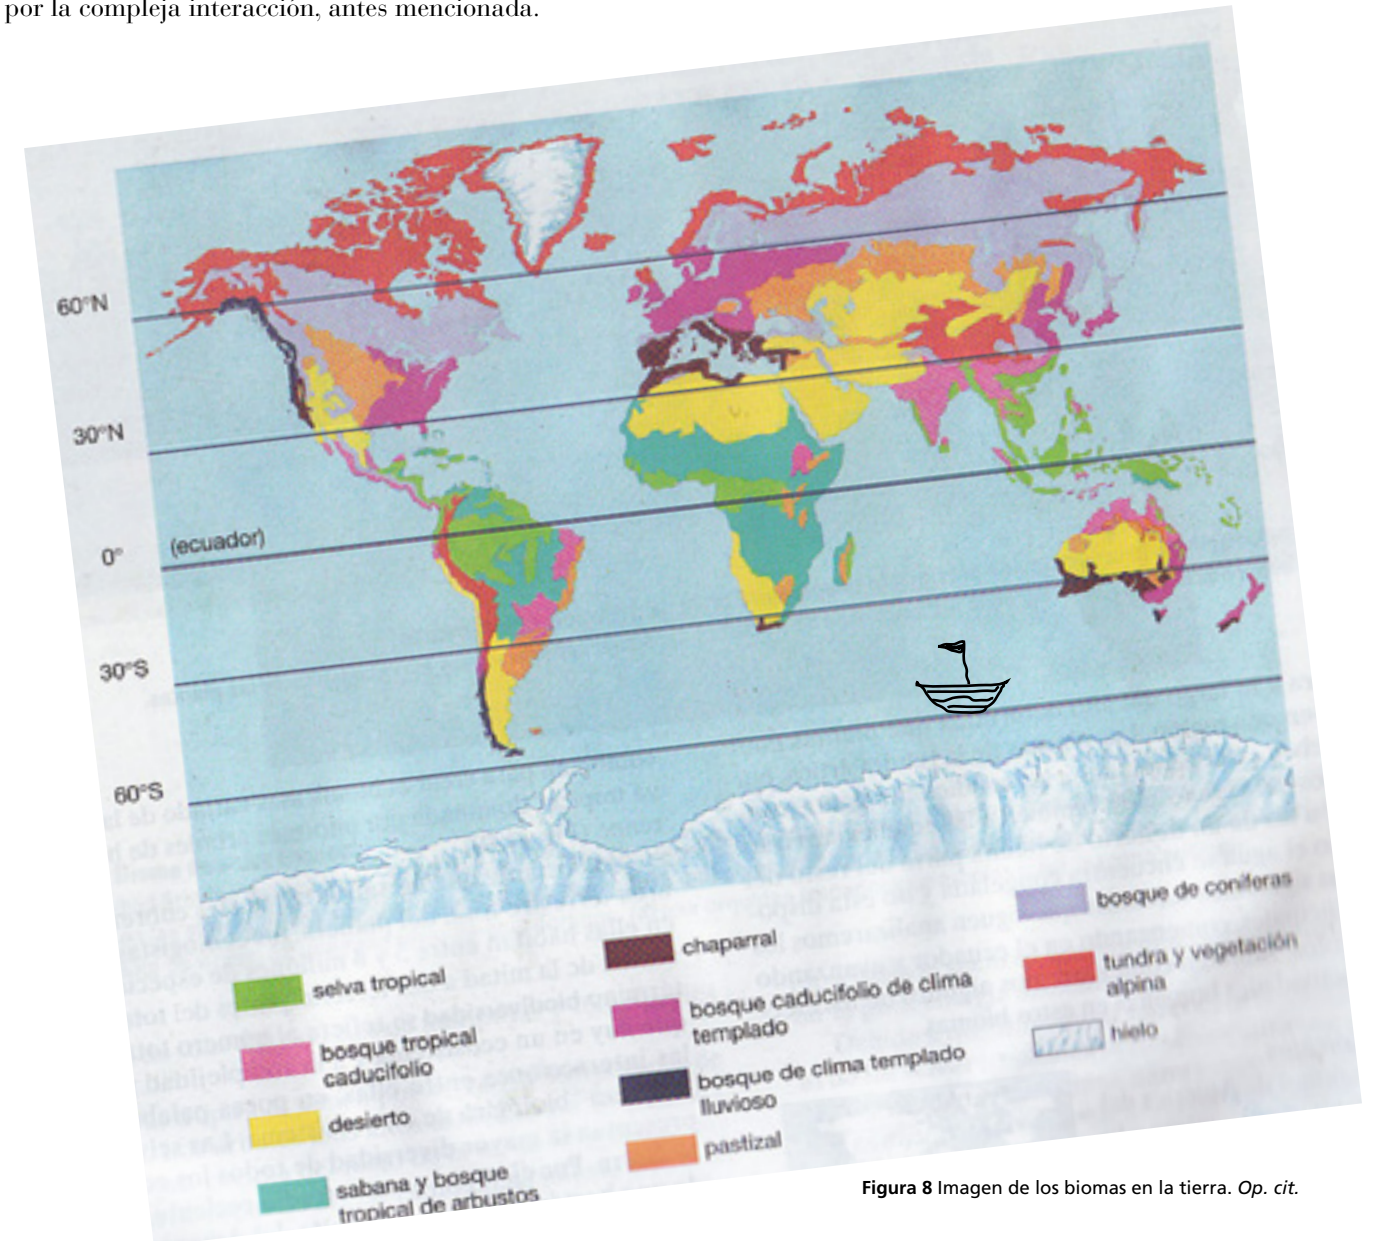 por la compleja interacción, antes mencionada.
60°N
30°N
0°
(ecuador)
30°S
60°S
selva tropical
bosque tropical
caducifolio
desierto
sabana y bosque
tropical de arbustos
chaparral
bosque caducifolio de clima
templado
bosque de clima templado
lluvioso
pastizal
bosque de coníferas
tundra y vegetación
alpina
hielo
Figura 8 Imagen de los biomas en la tierra. Op. cit.